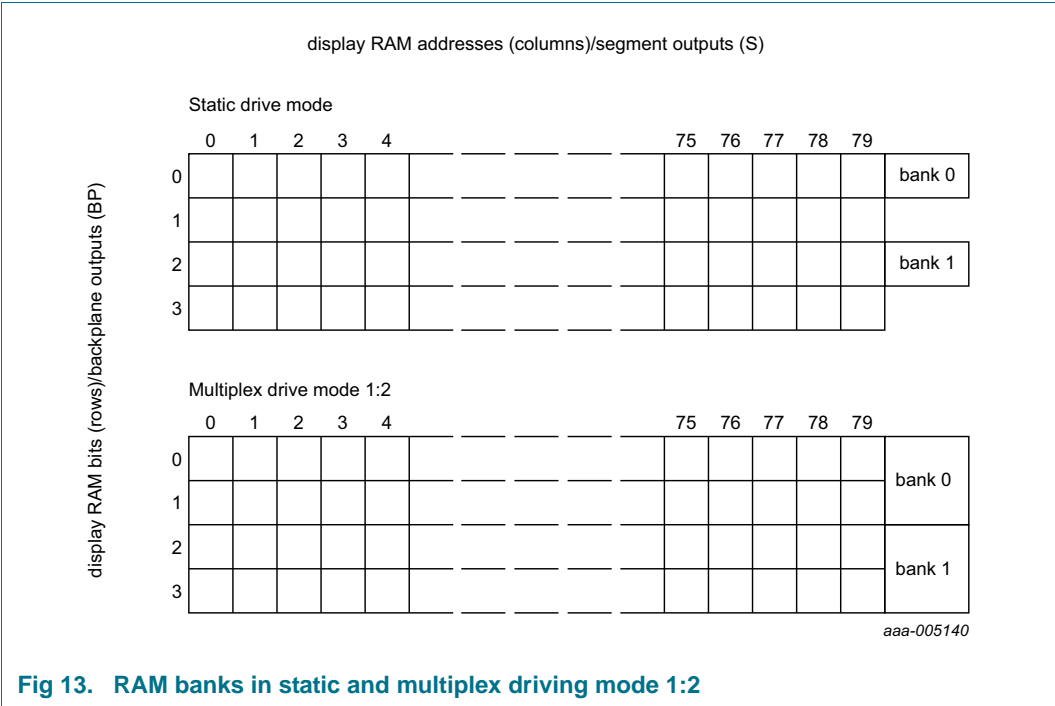 display RAM addresses (columns)/segment outputs (S)
display RAM bits (rows)/backplane outputs (BP)
Static drive mode
0 1 2 3 4 75 76 77 78 79
0 bank 0
1
2 bank 1
3
Multiplex drive mode 1:2
0 1 2 3 4 75 76 77 78 79
0
bank 0
1
2
bank 1
3
aaa-005140
Fig 13. RAM banks in static and multiplex driving mode 1:2